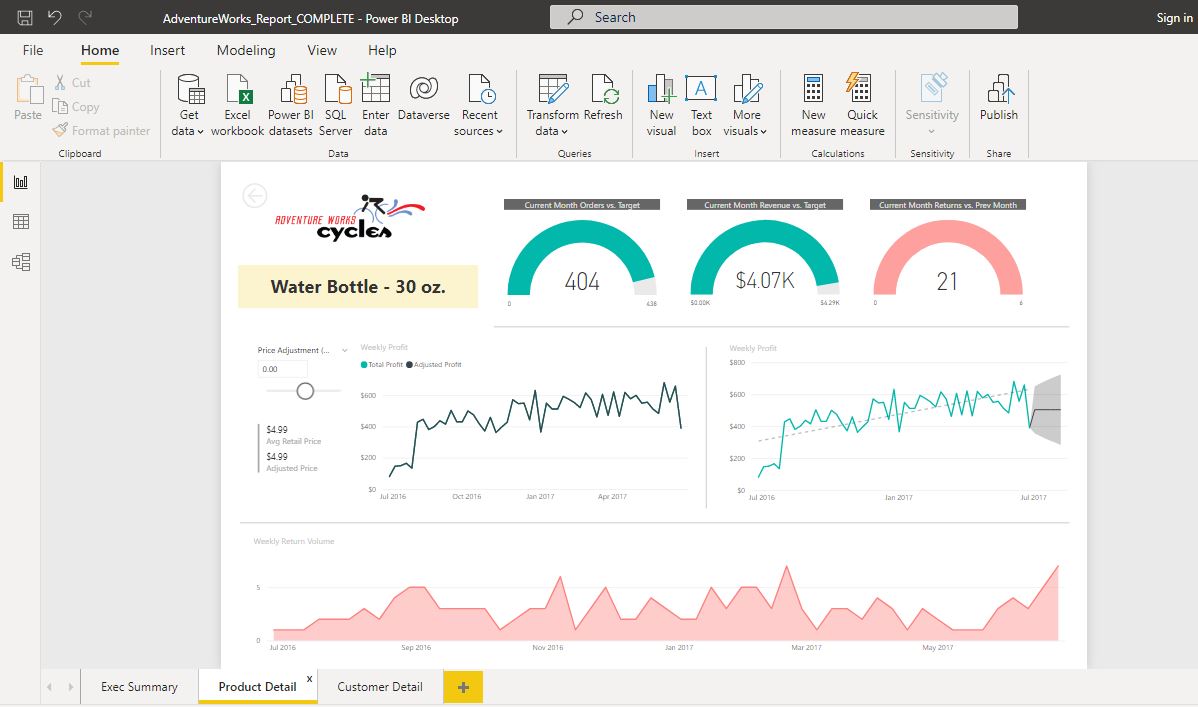 AdventureWorks_Report_COMPLETE - Power BI Desktop
Search
Sign in
File Home Insert Modeling View Help
Paste
Cut
Copy
Format painter
Clipboard
Get data
Excel workbook
Power BI datasets
SQL Server
Enter data
Dataverse
Recent sources
Data
Transform data
Refresh
Queries
New visual
Text box
More visuals
Insert
New measure
Quick measure
Calculations
Sensitivity
Sensitivity
Publish
Share
ADVENTURE WORKS
cycles
Water Bottle - 30 oz.
Current Month Orders vs. Target
404
0 438
Current Month Revenue vs. Target
$4.07K
$0.00K $4.29K
Current Month Returns vs. Prev Month
21
0 6
Price Adjustment (...
0.00
$4.99
Avg Retail Price
$4.99
Adjusted Price
Weekly Profit
Total Profit Adjusted Profit
$600
$400
$200
$0
Jul 2016 Oct 2016 Jan 2017 Apr 2017
Weekly Profit
$800
$600
$400
$200
$0
Jul 2016 Jan 2017 Jul 2017
Weekly Return Volume
5
0
Jul 2016 Sep 2016 Nov 2016 Jan 2017 Mar 2017 May 2017
Exec Summary
Product Detail x
Customer Detail
+